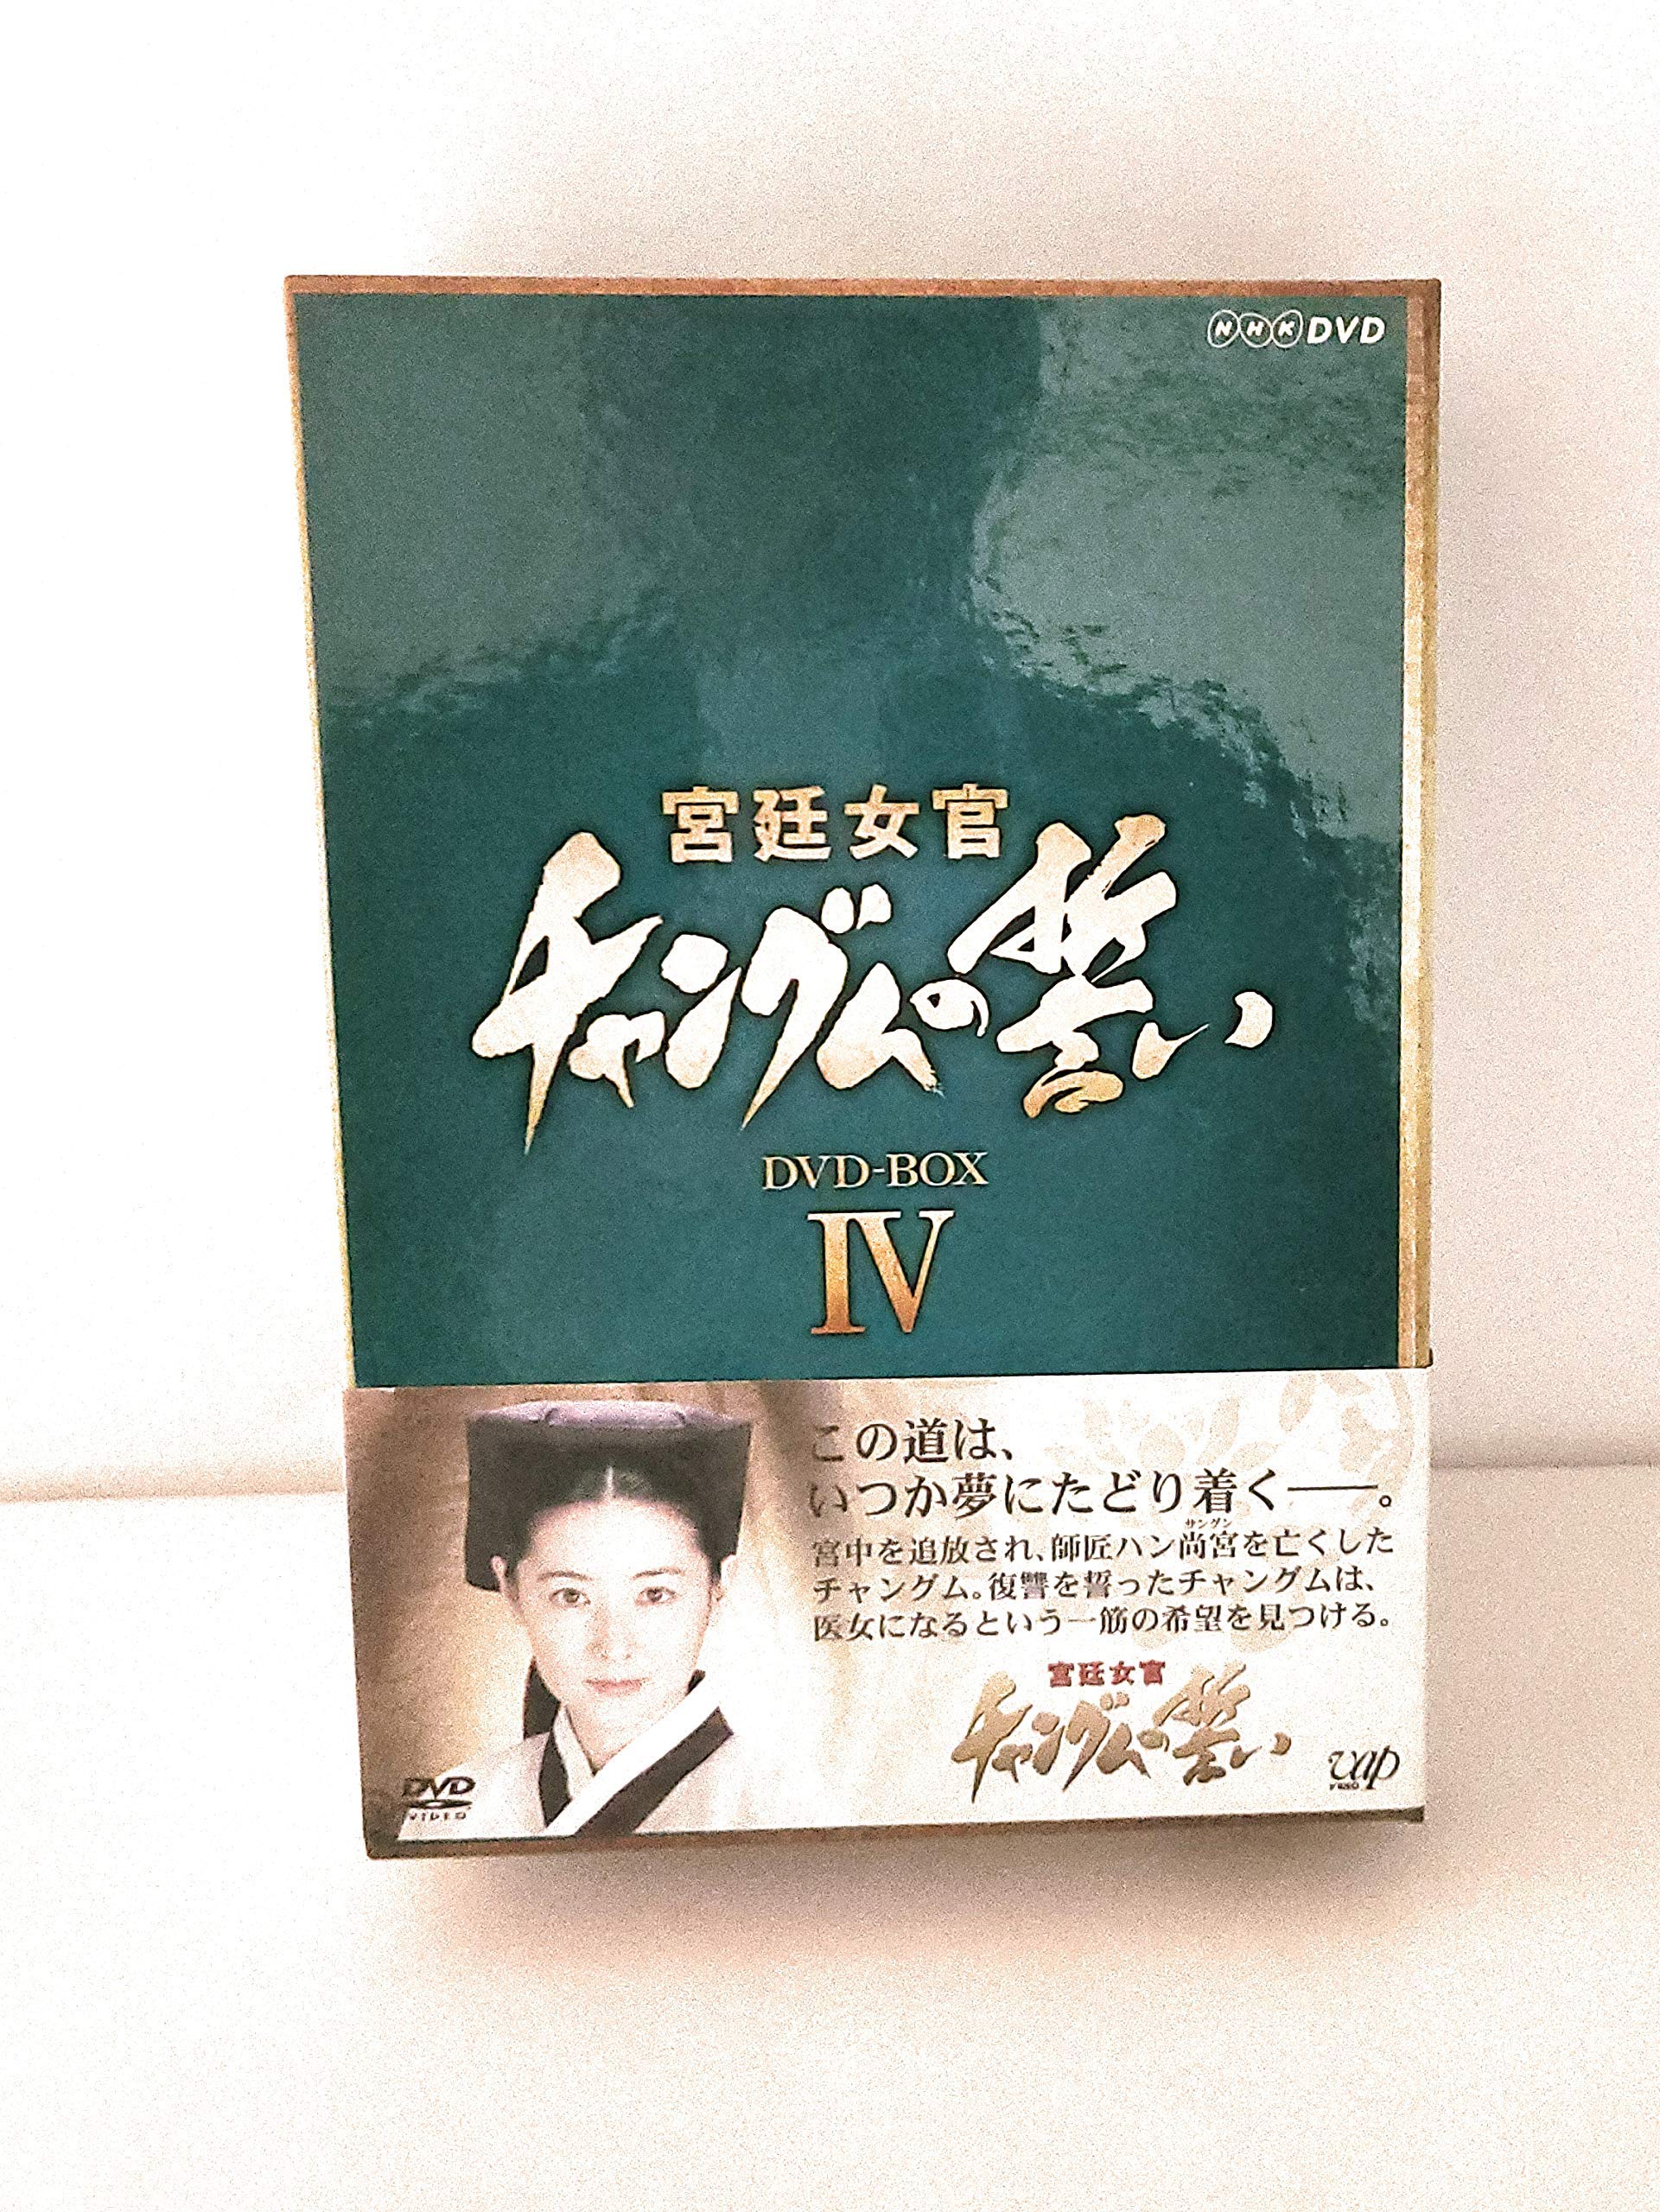 NHK DVD
宮廷女官
チャングムの誓い
DVD-BOX
IV
この道は、
いつか夢にたどり着く――。
宮中を追放され、師匠ハン尚宮を亡くした
サングン
チャングム。復讐を誓ったチャングムは、
医女になるという一筋の希望を見つける。
宮廷女官
チャングムの誓い
DVD
VIDEO
vap
VIDEO